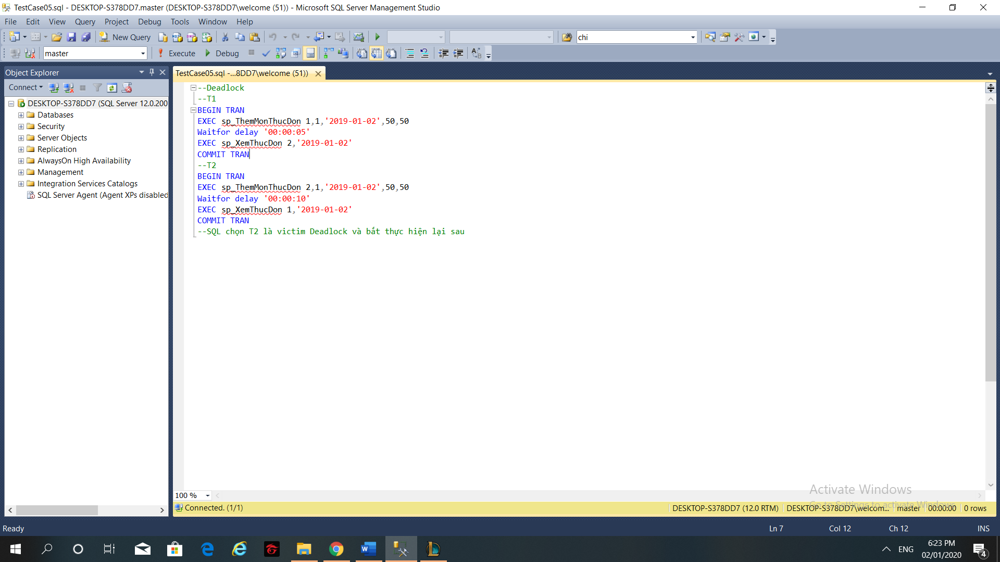 TestCase05.sql - DESKTOP-S378DD7.master (DESKTOP-S378DD7\welcome (51)) - Microsoft SQL Server Management Studio
File Edit View Query Project Debug Tools Window Help
New Query chi
master Execute Debug
Object Explorer
Connect
DESKTOP-S378DD7 (SQL Server 12.0.200
Databases
Security
Server Objects
Replication
AlwaysOn High Availability
Management
Integration Services Catalogs
SQL Server Agent (Agent XPs disabled
TestCase05.sql -...8DD7\welcome (51))
--Deadlock
--T1
BEGIN TRAN
EXEC sp_ThemMonThucDon 1,1,'2019-01-02',50,50
Waitfor delay '00:00:05'
EXEC sp_XemThucDon 2,'2019-01-02'
COMMIT TRAN
--T2
BEGIN TRAN
EXEC sp_ThemMonThucDon 2,1,'2019-01-02',50,50
Waitfor delay '00:00:10'
EXEC sp_XemThucDon 1,'2019-01-02'
COMMIT TRAN
--SQL chọn T2 là victim Deadlock và bắt thực hiện lại sau
100 %
Activate Windows
Go to Settings to activate Windows.
Connected. (1/1) DESKTOP-S378DD7 (12.0 RTM) DESKTOP-S378DD7\welcom... master 00:00:00 0 rows
Ready Ln 7 Col 12 Ch 12 INS
ENG 6:23 PM
02/01/2020
4